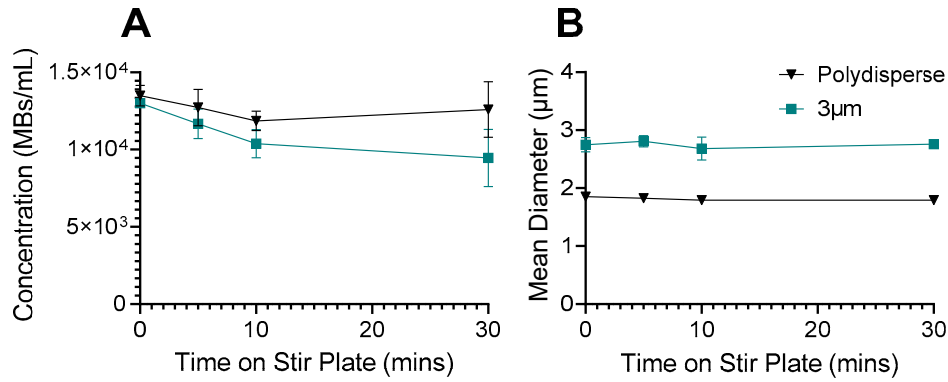 A
Concentration (MBs/mL)
1.5×10⁴
1×10⁴
5×10³
0
0 10 20 30
Time on Stir Plate (mins)
B
Mean Diameter (µm)
4
3
2
1
0
0 10 20 30
Time on Stir Plate (mins)
Polydisperse
3µm